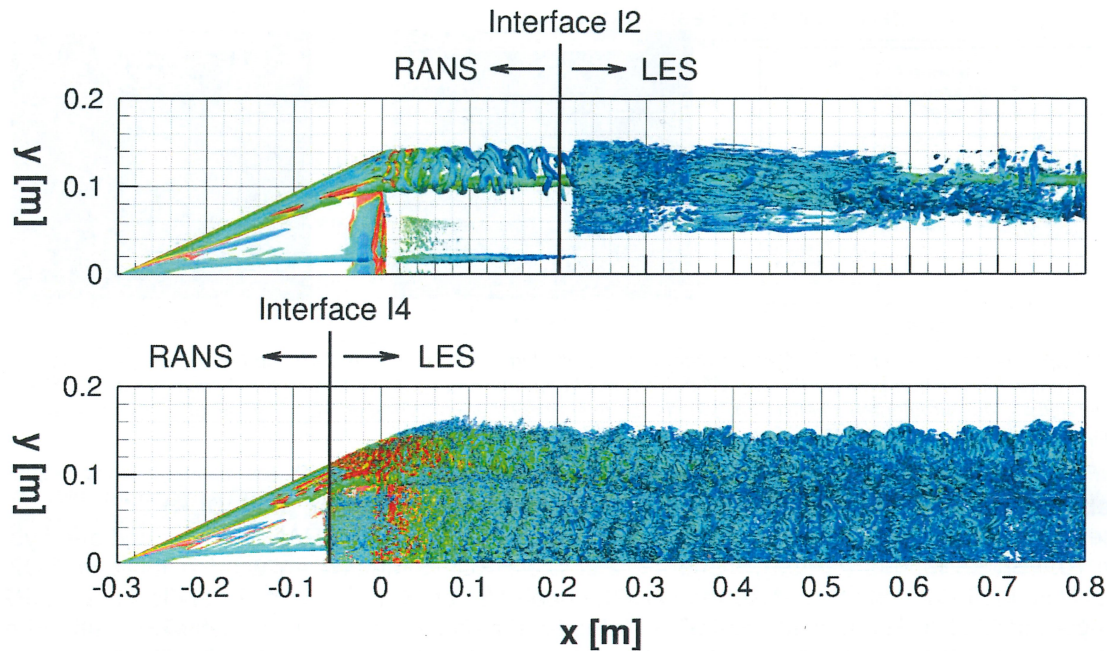 Interface I2
RANS LES
0.2
0.1
0
y [m]
Interface I4
RANS LES
0.2
0.1
0
y [m]
-0.3 -0.2 -0.1 0 0.1 0.2 0.3 0.4 0.5 0.6 0.7 0.8
x [m]